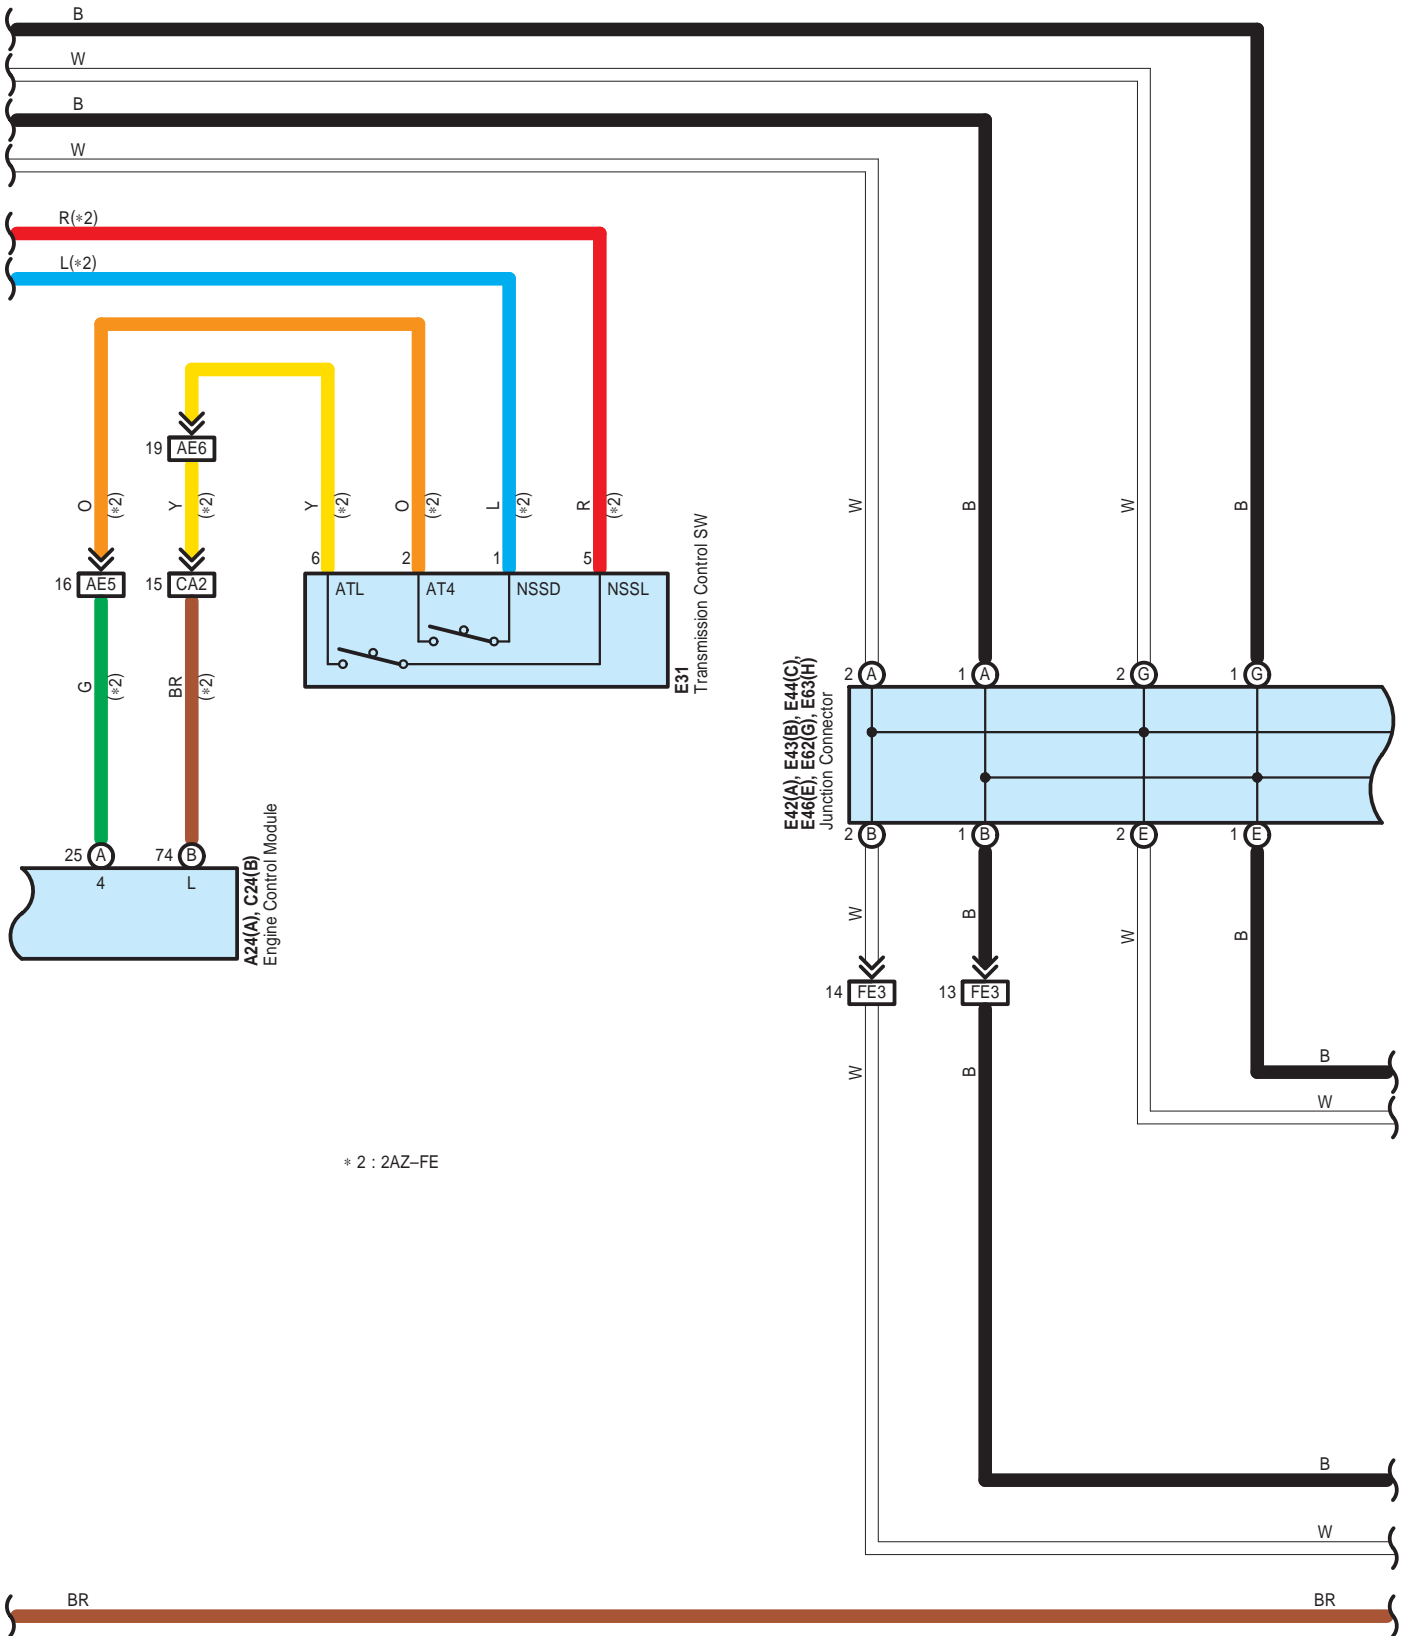 B
W
B
W
R(*2)
L(*2)
19 AE6
O (*2)
Y (*2)
Y (*2)
O (*2)
L (*2)
R (*2)
W
B
W
B
16 AE5
15 CA2
6 2 1 5
ATL AT4 NSSD NSSL
E31
Transmission Control SW
G (*2)
BR (*2)
2 A 1 A 2 G 1 G
E42(A), E43(B), E44(C),
E46(E), E62(G), E63(H)
Junction Connector
2 B 1 B 2 E 1 E
25 A 74 B
4 L
A24(A), C24(B)
Engine Control Module
W
B
W
B
14 FE3
13 FE3
W
B
B
W
* 2 : 2AZ–FE
B
W
BR BR